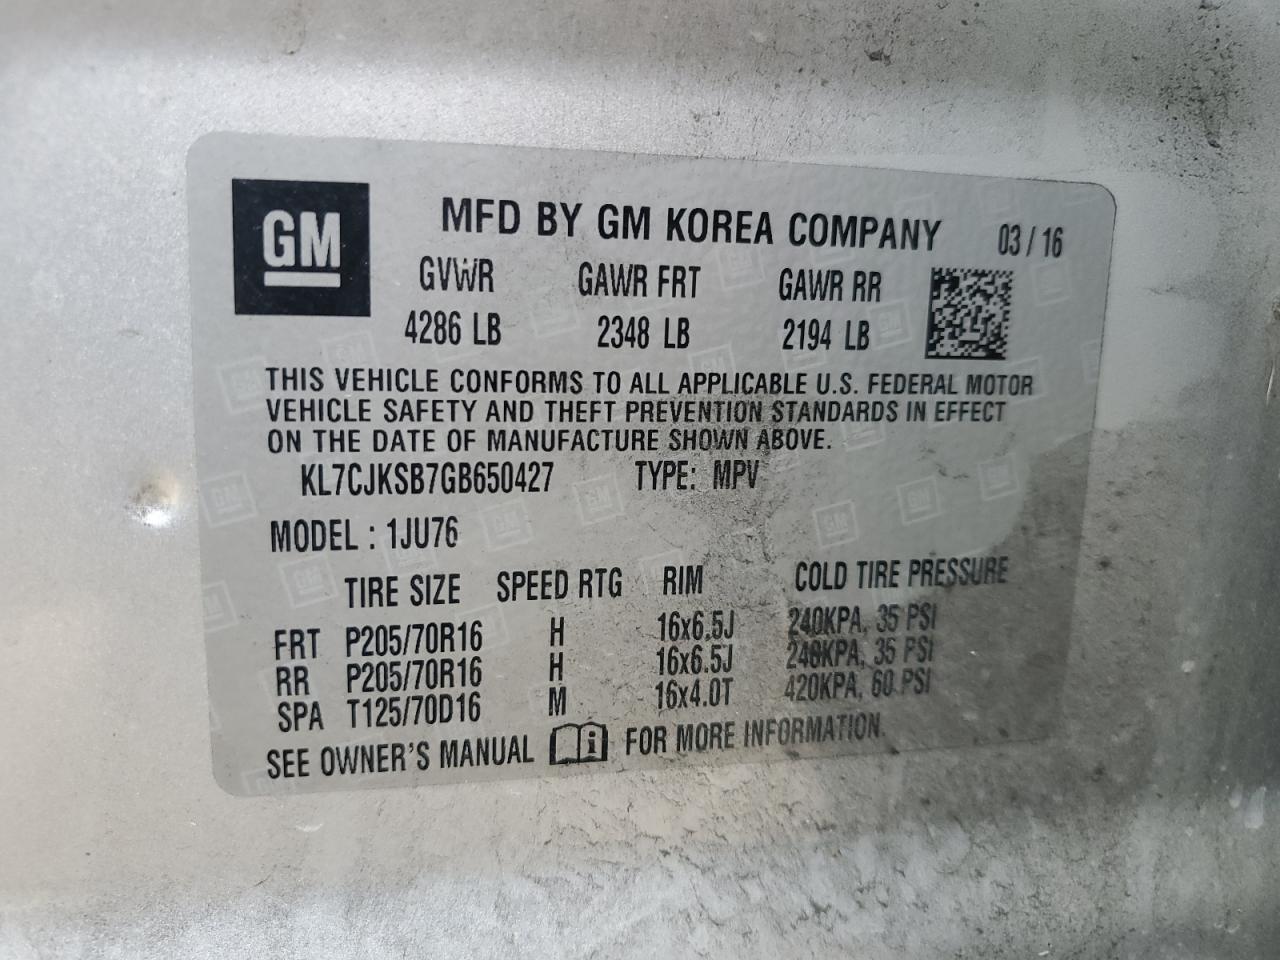 GM
MFD BY GM KOREA COMPANY 03/16
GVWR GAWR FRT GAWR RR
4286 LB 2348 LB 2194 LB
THIS VEHICLE CONFORMS TO ALL APPLICABLE U.S. FEDERAL MOTOR
VEHICLE SAFETY AND THEFT PREVENTION STANDARDS IN EFFECT
ON THE DATE OF MANUFACTURE SHOWN ABOVE.
KL7CJKSB7GB650427 TYPE: MPV
MODEL : 1JU76
TIRE SIZE SPEED RTG RIM COLD TIRE PRESSURE
FRT P205/70R16 H 16x6.5J 240KPA, 35 PSI
RR P205/70R16 H 16x6.5J 240KPA, 35 PSI
SPA T125/70D16 M 16x4.0T 420KPA, 60 PSI
SEE OWNER'S MANUAL i FOR MORE INFORMATION.